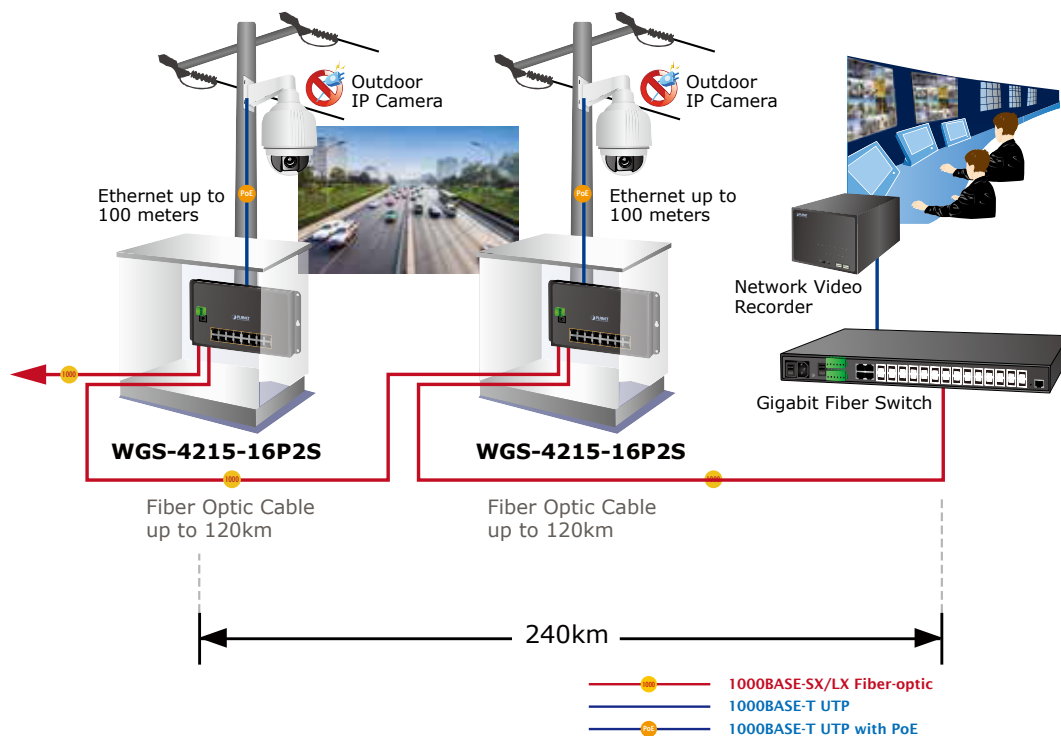 Outdoor
IP Camera
Outdoor
IP Camera
Ethernet up to
100 meters
PoE
Ethernet up to
100 meters
PoE
PLANET
PLANET
Network Video
Recorder
Gigabit Fiber Switch
1000
WGS-4215-16P2S
WGS-4215-16P2S
1000
1000
Fiber Optic Cable
up to 120km
Fiber Optic Cable
up to 120km
240km
1000 1000BASE-SX/LX Fiber-optic
1000BASE-T UTP
PoE 1000BASE-T UTP with PoE